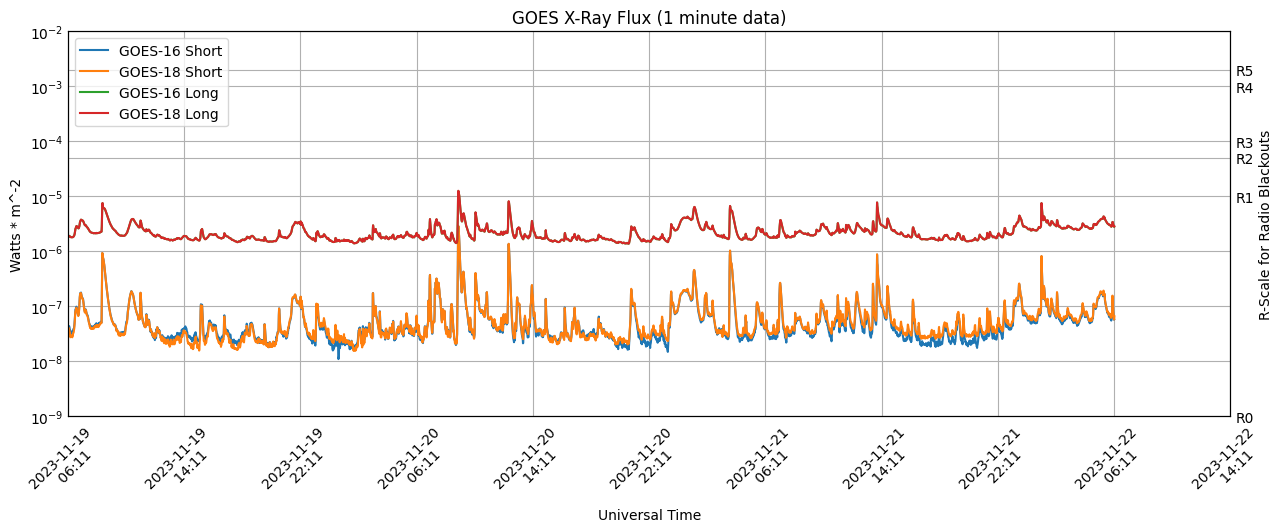 GOES X-Ray Flux (1 minute data)
GOES-16 Short
GOES-18 Short
GOES-16 Long
GOES-18 Long
Watts * m^-2
10^-2
10^-3
10^-4
10^-5
10^-6
10^-7
10^-8
10^-9
R5
R4
R3
R2
R1
R0
R-Scale for Radio Blackouts
2023-11-19
06:11
2023-11-19
14:11
2023-11-19
22:11
2023-11-20
06:11
2023-11-20
14:11
2023-11-20
22:11
2023-11-21
06:11
2023-11-21
14:11
2023-11-21
22:11
2023-11-22
06:11
2023-11-22
14:11
Universal Time